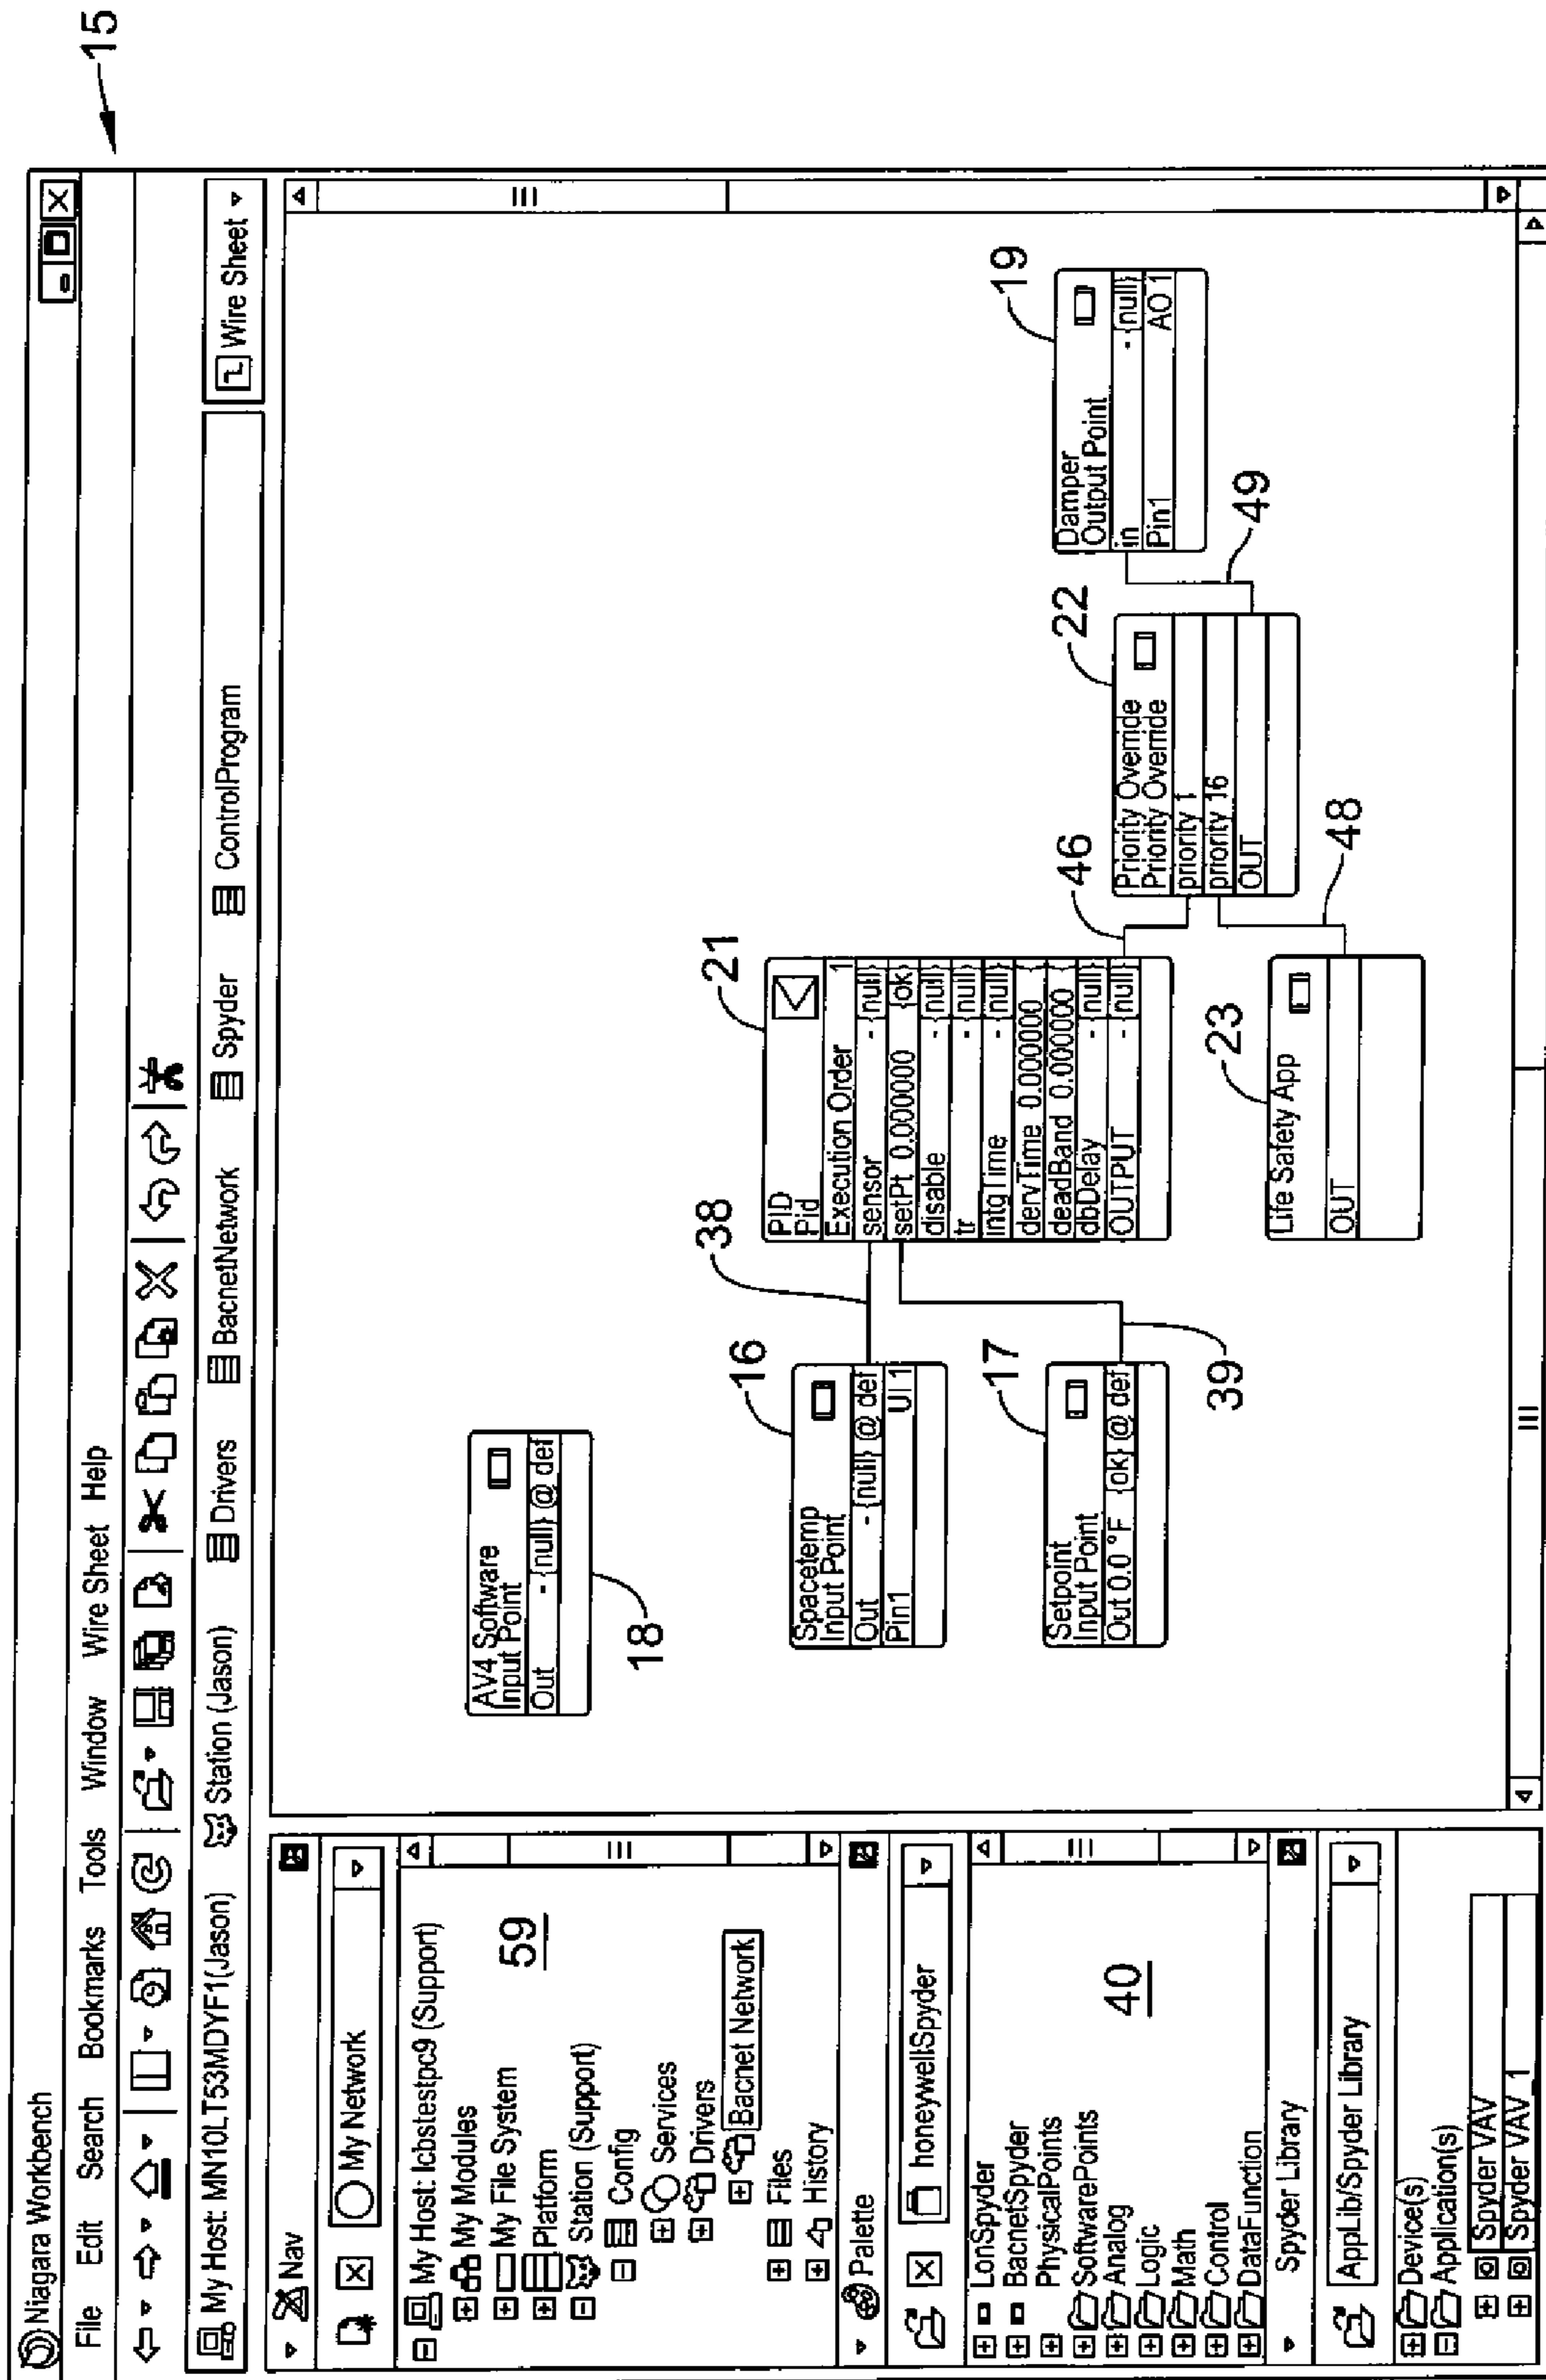 15
Niagara Workbench
File Edit Search Bookmarks Tools Window Wire Sheet Help
My Host: MN10LT53MDYF1(Jason) Station (Jason) Drivers BacnetNetwork Spyder ControlProgram Wire Sheet
Nav
My Network
My Host: Icbstestpc9 (Support)
My Modules
My File System
Platform
Station (Support)
Config
Services
Drivers
Bacnet Network
Files
History
59
Palette
honeywellSpyder
LonSpyder
BacnetSpyder
PhysicalPoints
SoftwarePoints
Analog
Logic
Math
Control
DataFunction
40
Spyder Library
AppLib/Spyder Library
Device(s)
Application(s)
Spyder VAV
Spyder VAV_1
AV4 Software
Input Point
Out - {null} @ def
18
16
Spacetemp
Input Point
Out - {null} @ def
Pin1 UI 1
17
Setpoint
Input Point
Out 0.0 °F {ok} @ def
38
39
21
PID
Pid
Execution Order 1
sensor - {null}
setPt 0.000000 {ok}
disable - {null}
tr - {null}
intgTime - {null}
dervTime 0.000000 {
deadBand 0.000000 {
dbDelay - {null}
OUTPUT - {null}
23
Life Safety App
OUT
46
48
22
Priority Override
Priority Override
priority 1
priority 16
OUT
49
19
Damper
Output Point
in - {null}
Pin1 AO 1